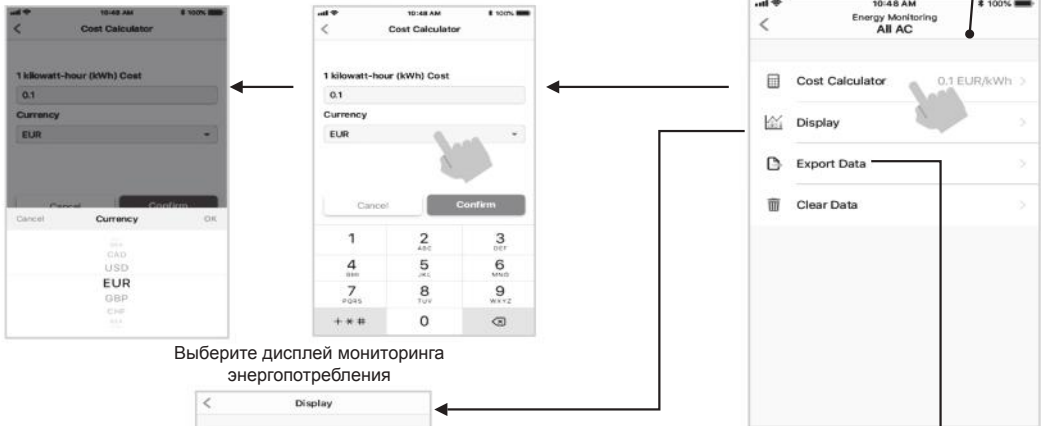 10:48 AM
100%
Cost Calculator
1 kilowatt-hour (kWh) Cost
0.1
Currency
EUR
Cancel
Confirm
Cancel
Currency
OK
CAD
USD
EUR
GBP
CHF
10:48 AM
100%
Cost Calculator
1 kilowatt-hour (kWh) Cost
0.1
Currency
EUR
Cancel
Confirm
1
2
ABC
3
DEF
4
GHI
5
JKL
6
MNO
7
PQRS
8
TUV
9
WXYZ
+ * #
0
Выберите дисплей мониторинга
энергопотребления
Display
10:48 AM
100%
Energy Monitoring
All AC
Cost Calculator 0.1 EUR/kWh
Display
Export Data
Clear Data